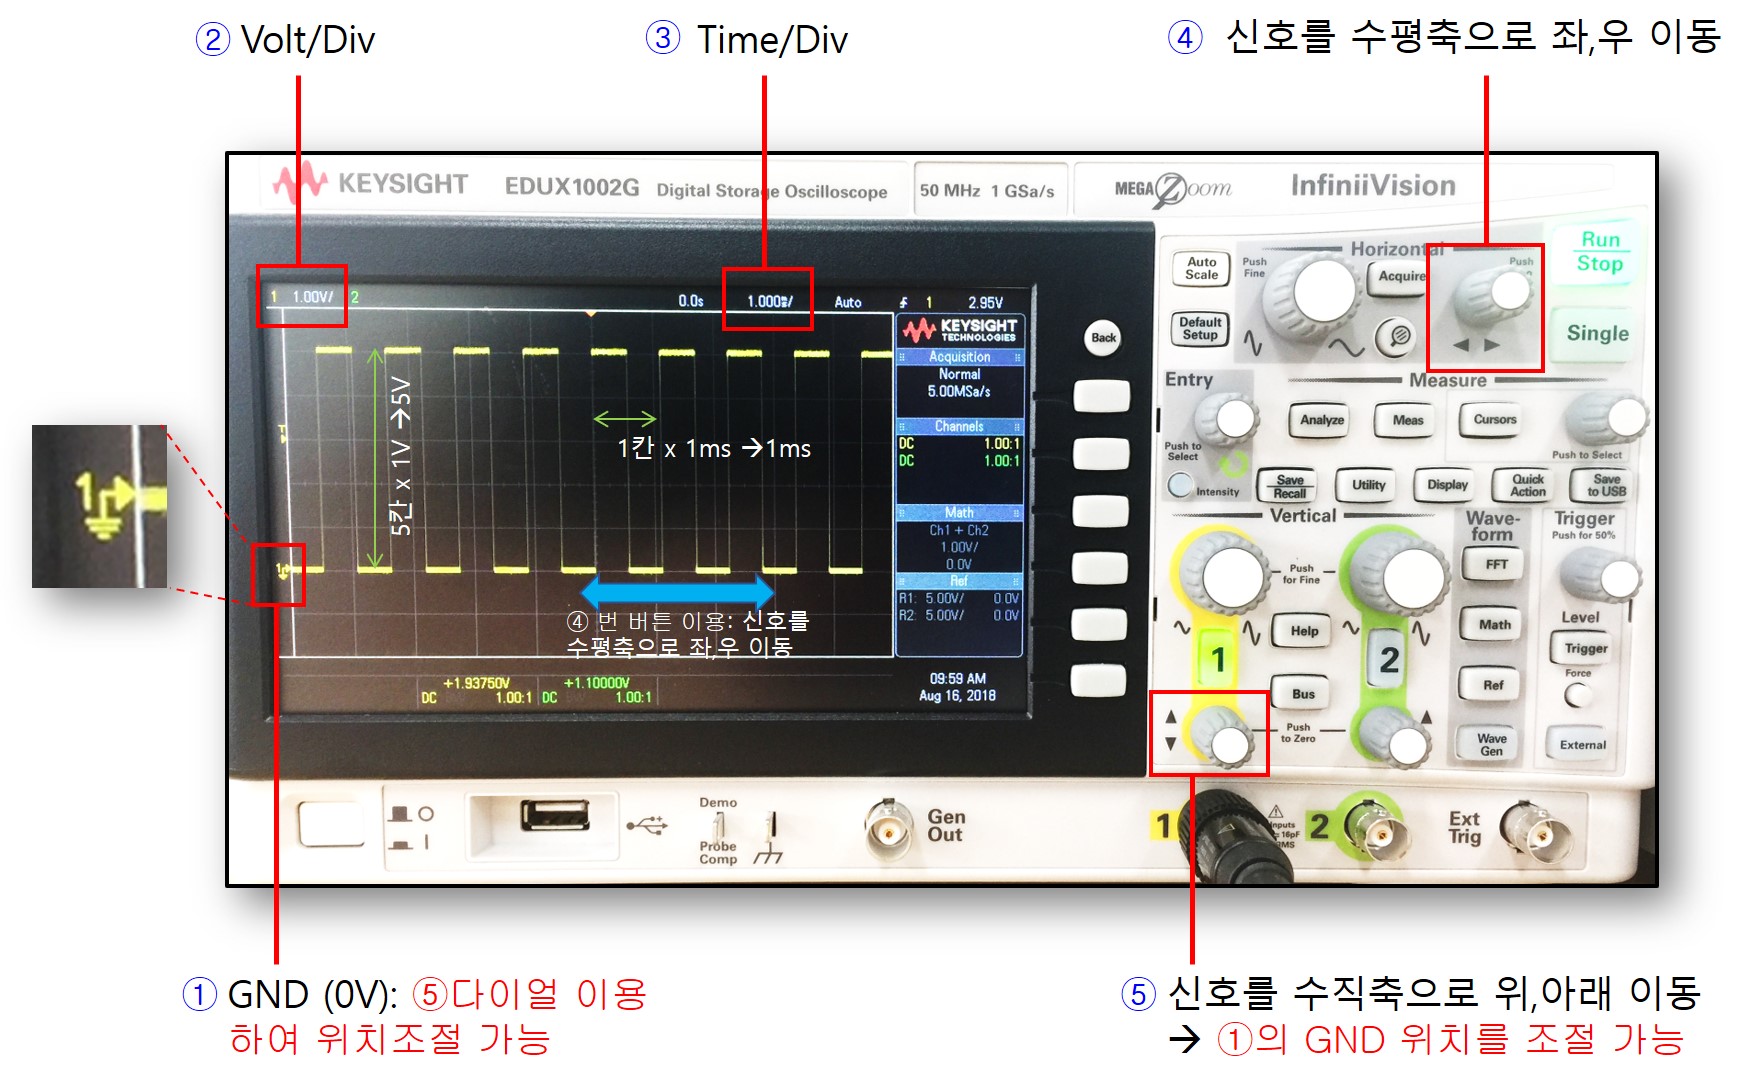 ② Volt/Div
③ Time/Div
④ 신호를 수평축으로 좌,우 이동
KEYSIGHT
EDUX1002G
Digital Storage Oscilloscope
50 MHz 1 GSa/s
MEGA Zoom
InfiniiVision
1 1.00V/ 2
0.0s
1.000ms/
Auto
1 2.95V
KEYSIGHT
TECHNOLOGIES
Acquisition
Normal
5.00MSa/s
Channels
DC 1.00:1
DC 1.00:1
Math
Ch1 + Ch2
1.00V/
0.0V
Ref
R1: 5.00V/ 0.0V
R2: 5.00V/ 0.0V
09:59 AM
Aug 16, 2018
5칸 x 1V →5V
1칸 x 1ms →1ms
④ 번 버튼 이용: 신호를
수평축으로 좌,우 이동
+1.93750V
DC 1.00:1
+1.10000V
DC 1.00:1
1
1
Back
Auto
Scale
Default
Setup
Push
Fine
Horizontal
Acquire
Push
Run
Stop
Single
Entry
Push to
Select
Intensity
Measure
Analyze
Meas
Cursors
Push to Select
Save
Recall
Utility
Display
Quick
Action
Save
to USB
Vertical
Push
for Fine
1
2
Help
Bus
Push
to Zero
Wave-
form
FFT
Math
Ref
Wave
Gen
Trigger
Push for 50%
Level
Trigger
Force
External
Demo
Probe
Comp
Gen
Out
1
2
Ext
Trig
① GND (0V): ⑤다이얼 이용
하여 위치조절 가능
⑤ 신호를 수직축으로 위,아래 이동
→ ①의 GND 위치를 조절 가능